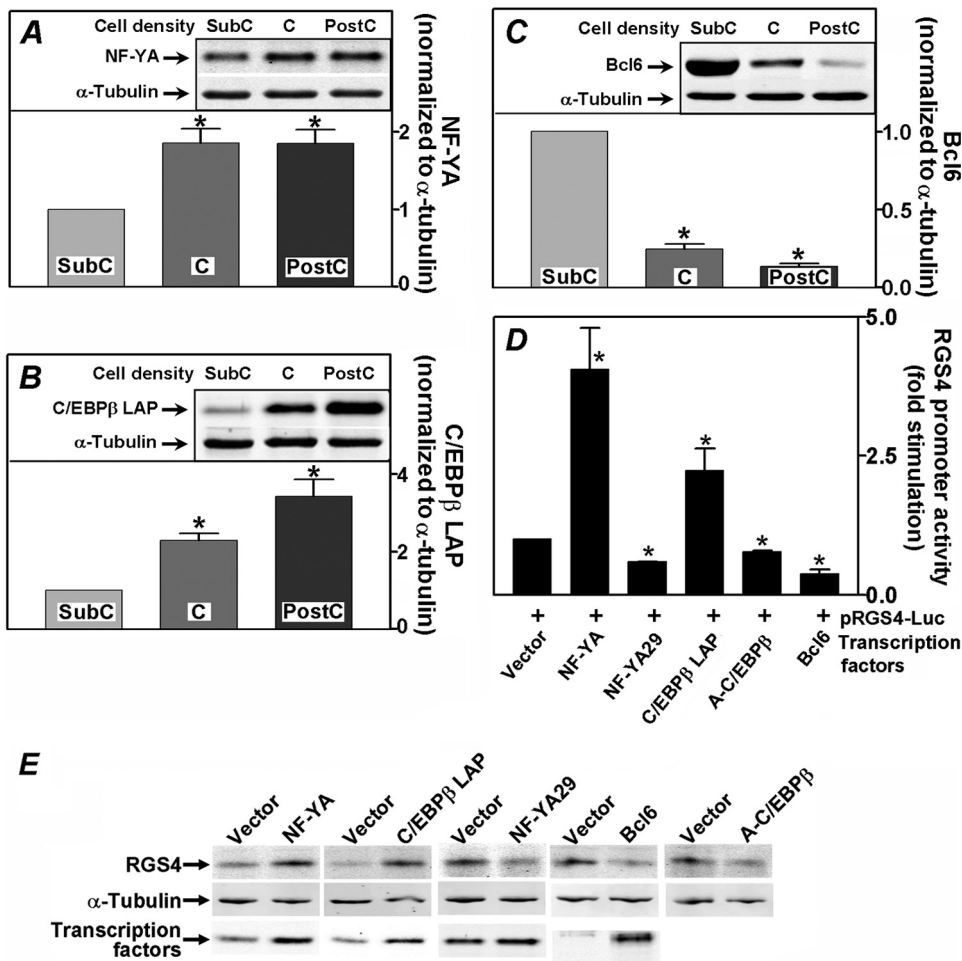 A
Cell density SubC C PostC
NF-YA
α-Tubulin
2
1
0
NF-YA
(normalized to α-tubulin)
* *
SubC C PostC
B
Cell density SubC C PostC
C/EBPβ LAP
α-Tubulin
4
2
0
C/EBPβ LAP
(normalized to α-tubulin)
* *
SubC C PostC
C
Cell density SubC C PostC
Bcl6
α-Tubulin
1.0
0.5
0.0
Bcl6
(normalized to α-tubulin)
* *
SubC C PostC
D
5.0
2.5
0.0
RGS4 promoter activity
(fold stimulation)
* * * * *
+ + + + + + pRGS4-Luc
Vector NF-YA NF-YA29 C/EBPβ LAP A-C/EBPβ Bcl6
Transcription
factors
E
Vector NF-YA Vector C/EBPβ LAP Vector NF-YA29 Vector Bcl6 Vector A-C/EBPβ
RGS4
α-Tubulin
Transcription
factors